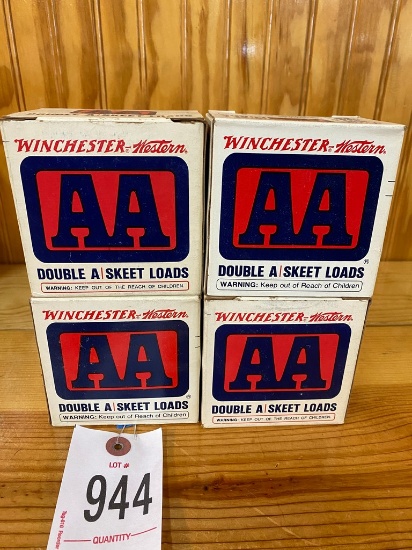 WINCHESTER-Western
AA
DOUBLE A|SKEET LOADS
WARNING: KEEP OUT OF THE REACH OF CHILDREN.
WINCHESTER-Western
AA
DOUBLE A|SKEET LOADS
WARNING: Keep out of Reach of Children
WINCHESTER-Western
AA
DOUBLE A|SKEET LOADS
WARNING: Keep out of Reach of Children
WINCHESTER-Western
AA
DOUBLE A|SKEET LOADS
WARNING: KEEP OUT OF THE REACH OF CHILDREN.
LOT #
944
QUANTITY